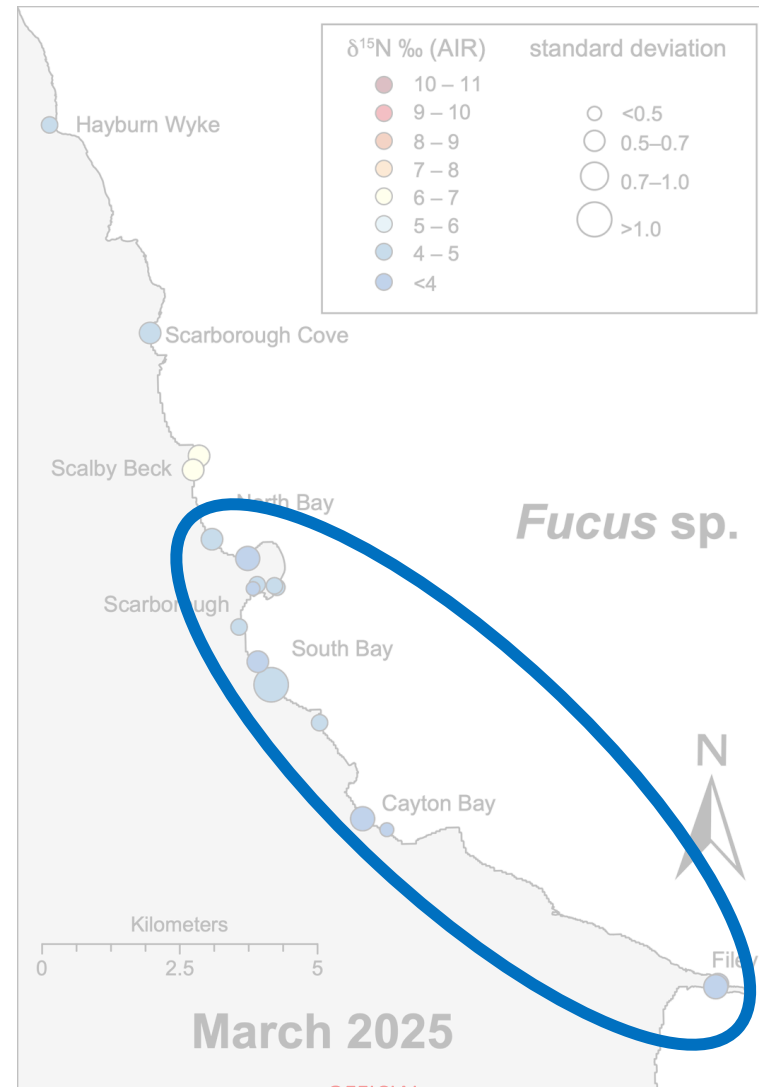 δ¹⁵N ‰ (AIR)
standard deviation
10 – 11
9 – 10
8 – 9
7 – 8
6 – 7
5 – 6
4 – 5
<4
<0.5
0.5–0.7
0.7–1.0
>1.0
Hayburn Wyke
Scarborough Cove
Scalby Beck
North Bay
Fucus sp.
Scarborough
South Bay
N
Cayton Bay
Kilometers
0 2.5 5
Filey
March 2025